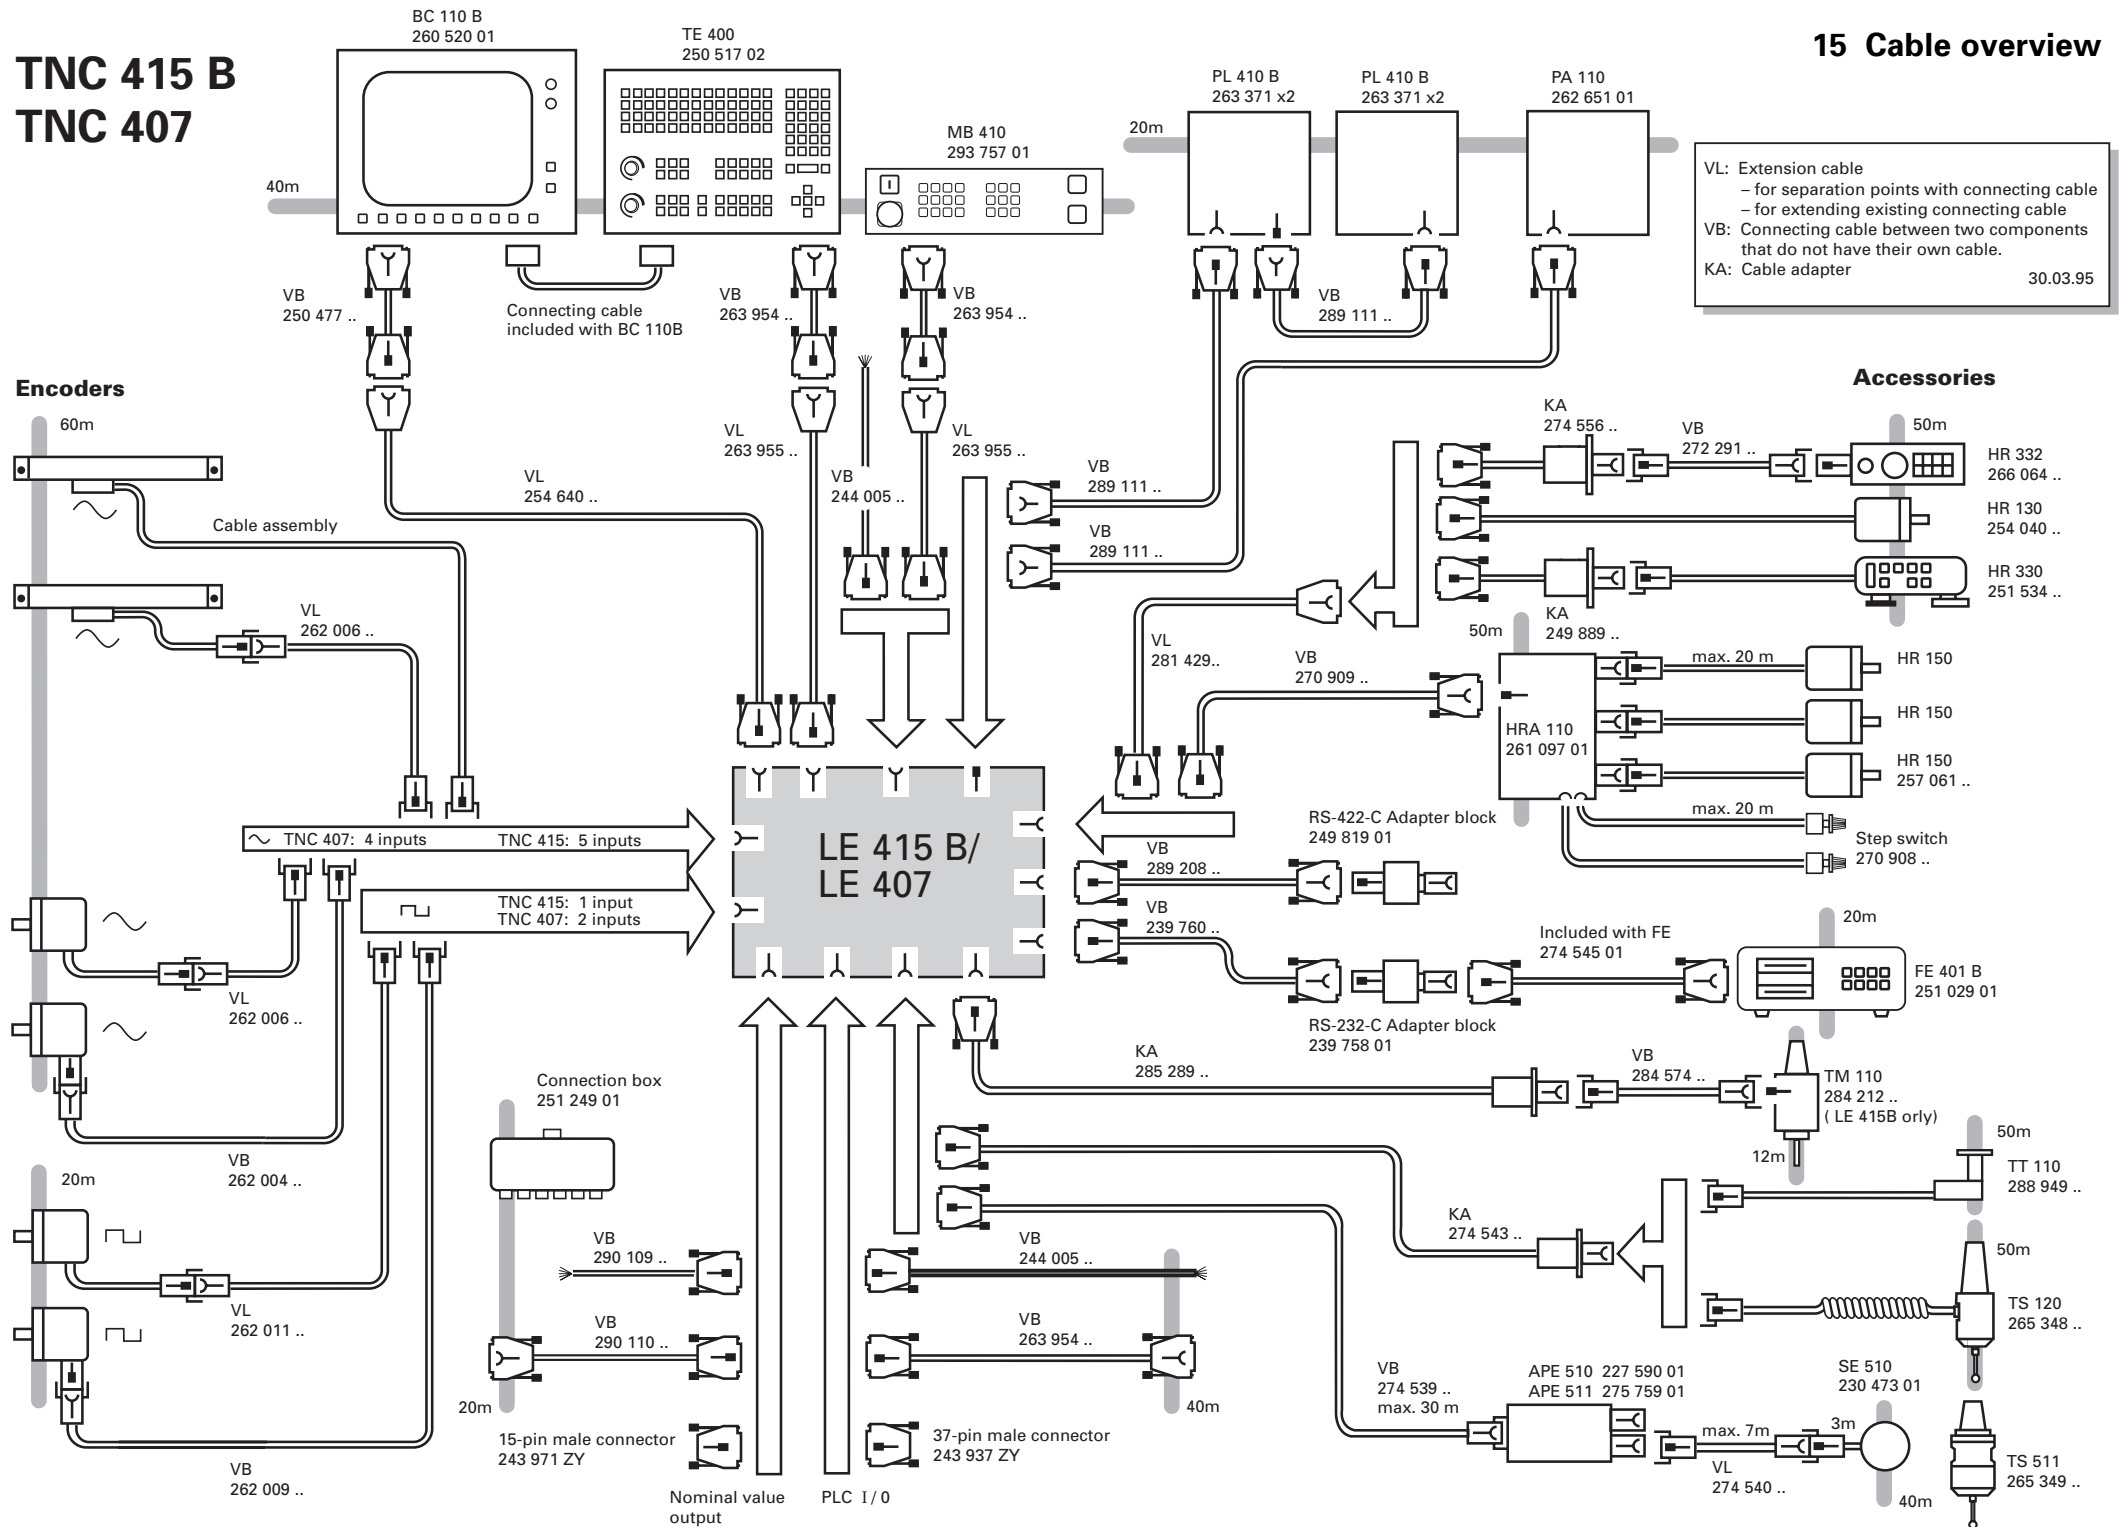 TNC 415 B
TNC 407
15 Cable overview
BC 110 B
260 520 01
TE 400
250 517 02
MB 410
293 757 01
PL 410 B
263 371 x2
PL 410 B
263 371 x2
PA 110
262 651 01
20m
40m
VL: Extension cable
– for separation points with connecting cable
– for extending existing connecting cable
VB: Connecting cable between two components
that do not have their own cable.
KA: Cable adapter
30.03.95
VB
250 477 ..
Connecting cable
included with BC 110B
VB
263 954 ..
VB
263 954 ..
VB
289 111 ..
Encoders
60m
Accessories
VL
254 640 ..
VL
263 955 ..
VB
244 005 ..
VL
263 955 ..
VB
289 111 ..
VB
289 111 ..
KA
274 556 ..
VB
272 291 ..
50m
HR 332
266 064 ..
HR 130
254 040 ..
HR 330
251 534 ..
KA
249 889 ..
Cable assembly
VL
262 006 ..
VL
281 429..
VB
270 909 ..
50m
HRA 110
261 097 01
max. 20 m
HR 150
HR 150
HR 150
257 061 ..
max. 20 m
Step switch
270 908 ..
TNC 407: 4 inputs
TNC 415: 5 inputs
TNC 415: 1 input
TNC 407: 2 inputs
LE 415 B/
LE 407
RS-422-C Adapter block
249 819 01
VB
289 208 ..
VB
239 760 ..
RS-232-C Adapter block
239 758 01
Included with FE
274 545 01
20m
FE 401 B
251 029 01
VL
262 006 ..
VB
262 004 ..
KA
285 289 ..
VB
284 574 ..
TM 110
284 212 ..
( LE 415B only)
12m
Connection box
251 249 01
20m
VL
262 011 ..
VB
262 009 ..
VB
290 109 ..
VB
290 110 ..
20m
15-pin male connector
243 971 ZY
Nominal value
output
PLC I / 0
VB
244 005 ..
VB
263 954 ..
40m
37-pin male connector
243 937 ZY
KA
274 543 ..
50m
TT 110
288 949 ..
50m
TS 120
265 348 ..
VB
274 539 ..
max. 30 m
APE 510 227 590 01
APE 511 275 759 01
SE 510
230 473 01
max. 7m
3m
VL
274 540 ..
40m
TS 511
265 349 ..